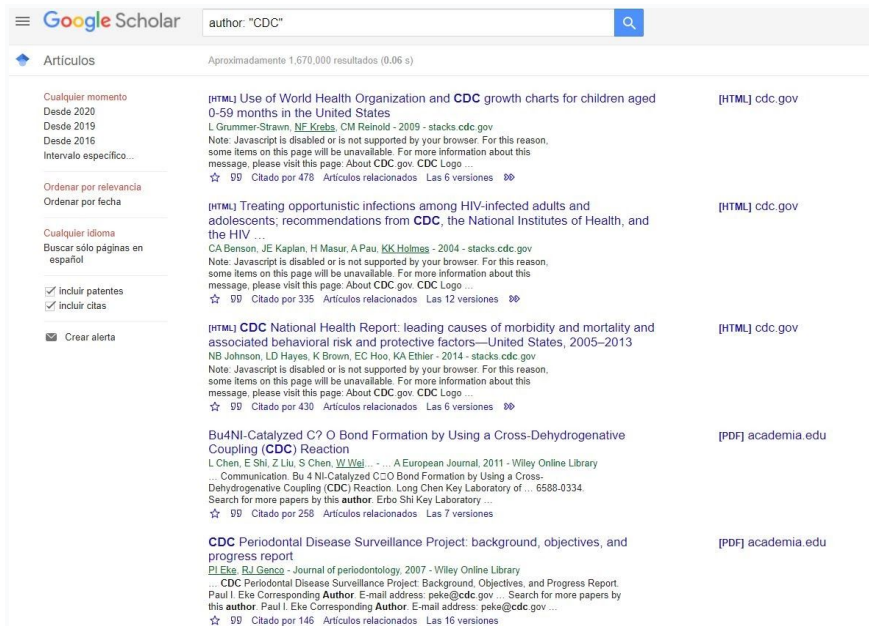 Google Scholar
author: "CDC"
Artículos
Aproximadamente 1,670,000 resultados (0.06 s)
Cualquier momento
Desde 2020
Desde 2019
Desde 2016
Intervalo específico...
Ordenar por relevancia
Ordenar por fecha
Cualquier idioma
Buscar sólo páginas en
español
incluir patentes
incluir citas
Crear alerta
[HTML] Use of World Health Organization and CDC growth charts for children aged
0-59 months in the United States
L Grummer-Strawn, NF Krebs, CM Reinold - 2009 - stacks.cdc.gov
Note: Javascript is disabled or is not supported by your browser. For this reason,
some items on this page will be unavailable. For more information about this
message, please visit this page: About CDC.gov. CDC Logo ...
Citado por 478 Artículos relacionados Las 6 versiones
[HTML] cdc.gov
[HTML] Treating opportunistic infections among HIV-infected adults and
adolescents; recommendations from CDC, the National Institutes of Health, and
the HIV ...
CA Benson, JE Kaplan, H Masur, A Pau, KK Holmes - 2004 - stacks.cdc.gov
Note: Javascript is disabled or is not supported by your browser. For this reason,
some items on this page will be unavailable. For more information about this
message, please visit this page: About CDC.gov. CDC Logo ...
Citado por 335 Artículos relacionados Las 12 versiones
[HTML] cdc.gov
[HTML] CDC National Health Report: leading causes of morbidity and mortality and
associated behavioral risk and protective factors—United States, 2005–2013
NB Johnson, LD Hayes, K Brown, EC Hoo, KA Ethier - 2014 - stacks.cdc.gov
Note: Javascript is disabled or is not supported by your browser. For this reason,
some items on this page will be unavailable. For more information about this
message, please visit this page: About CDC.gov. CDC Logo ...
Citado por 430 Artículos relacionados Las 6 versiones
[HTML] cdc.gov
Bu4NI-Catalyzed C? O Bond Formation by Using a Cross-Dehydrogenative
Coupling (CDC) Reaction
L Chen, E Shi, Z Liu, S Chen, W Wei... - ... A European Journal, 2011 - Wiley Online Library
... Communication. Bu 4 NI-Catalyzed C□O Bond Formation by Using a Cross-
Dehydrogenative Coupling (CDC) Reaction. Long Chen Key Laboratory of ... 6588-0334.
Search for more papers by this author. Erbo Shi Key Laboratory ...
Citado por 258 Artículos relacionados Las 7 versiones
[PDF] academia.edu
CDC Periodontal Disease Surveillance Project: background, objectives, and
progress report
PI Eke, RJ Genco - Journal of periodontology, 2007 - Wiley Online Library
... CDC Periodontal Disease Surveillance Project: Background, Objectives, and Progress Report.
Paul I. Eke Corresponding Author. E-mail address: peke@cdc.gov ... Search for more papers by
this author. Paul I. Eke Corresponding Author. E-mail address: peke@cdc.gov ...
Citado por 146 Artículos relacionados Las 16 versiones
[PDF] academia.edu